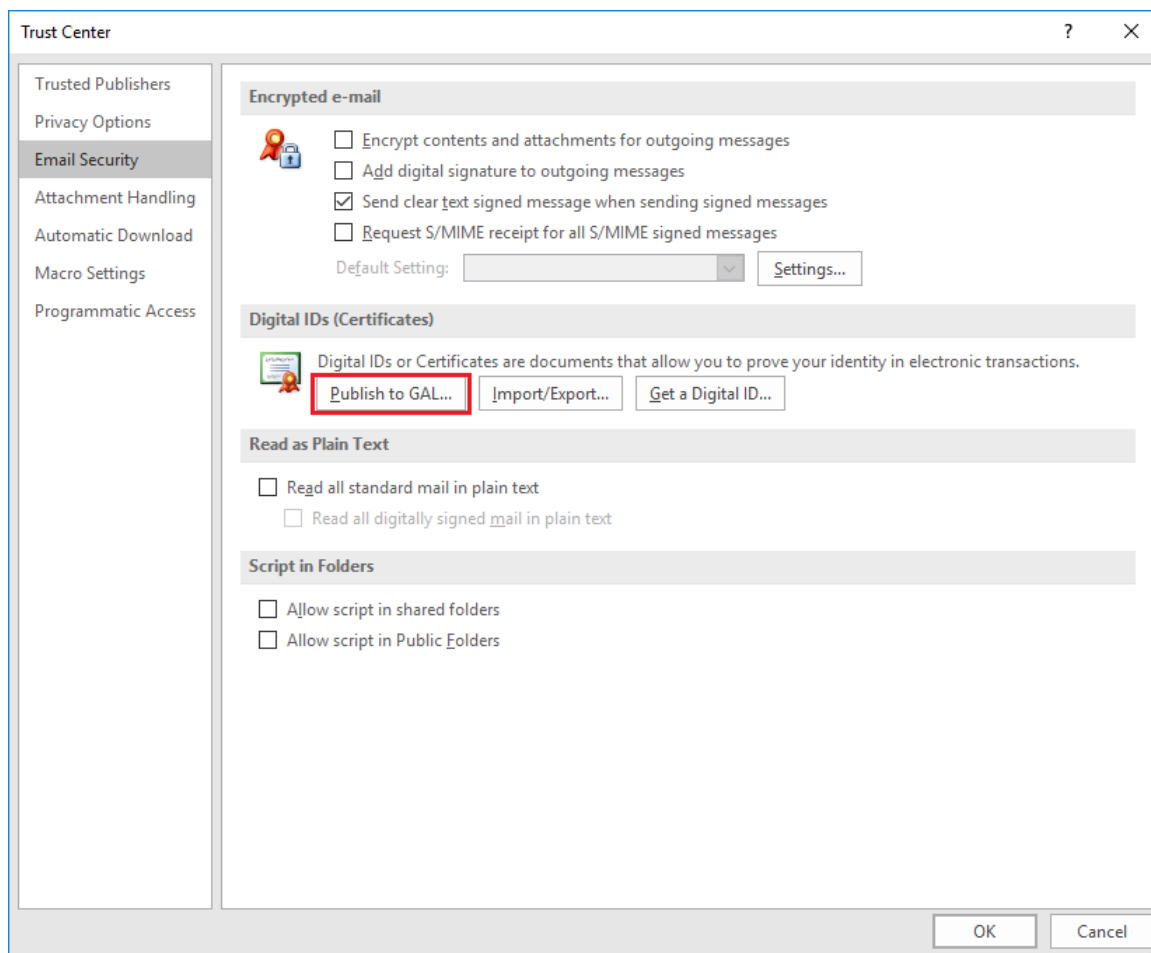 Trust Center
?
Trusted Publishers
Privacy Options
Email Security
Attachment Handling
Automatic Download
Macro Settings
Programmatic Access
Encrypted e-mail
Encrypt contents and attachments for outgoing messages
Add digital signature to outgoing messages
Send clear text signed message when sending signed messages
Request S/MIME receipt for all S/MIME signed messages
Default Setting:
Settings...
Digital IDs (Certificates)
Digital IDs or Certificates are documents that allow you to prove your identity in electronic transactions.
Publish to GAL... Import/Export... Get a Digital ID...
Read as Plain Text
Read all standard mail in plain text
Read all digitally signed mail in plain text
Script in Folders
Allow script in shared folders
Allow script in Public Folders
OK Cancel